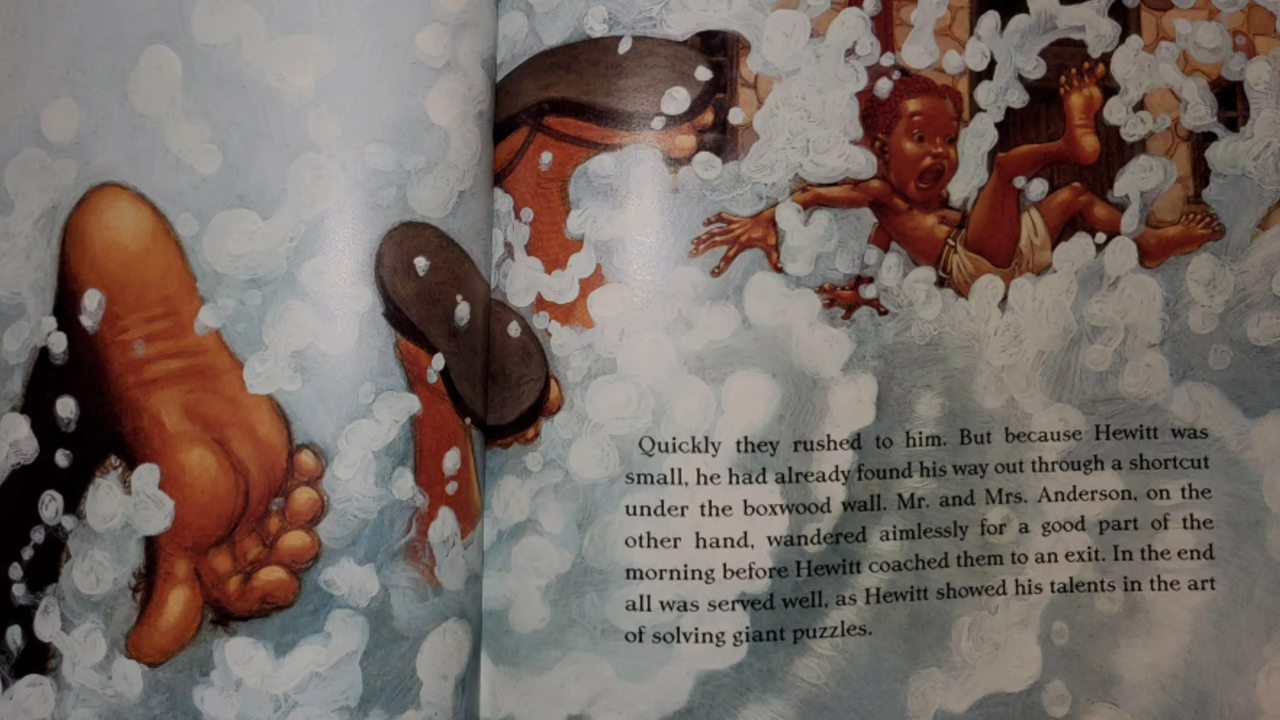 Quickly they rushed to him. But because Hewitt was
small, he had already found his way out through a shortcut
under the boxwood wall. Mr. and Mrs. Anderson, on the
other hand, wandered aimlessly for a good part of the
morning before Hewitt coached them to an exit. In the end
all was served well, as Hewitt showed his talents in the art
of solving giant puzzles.